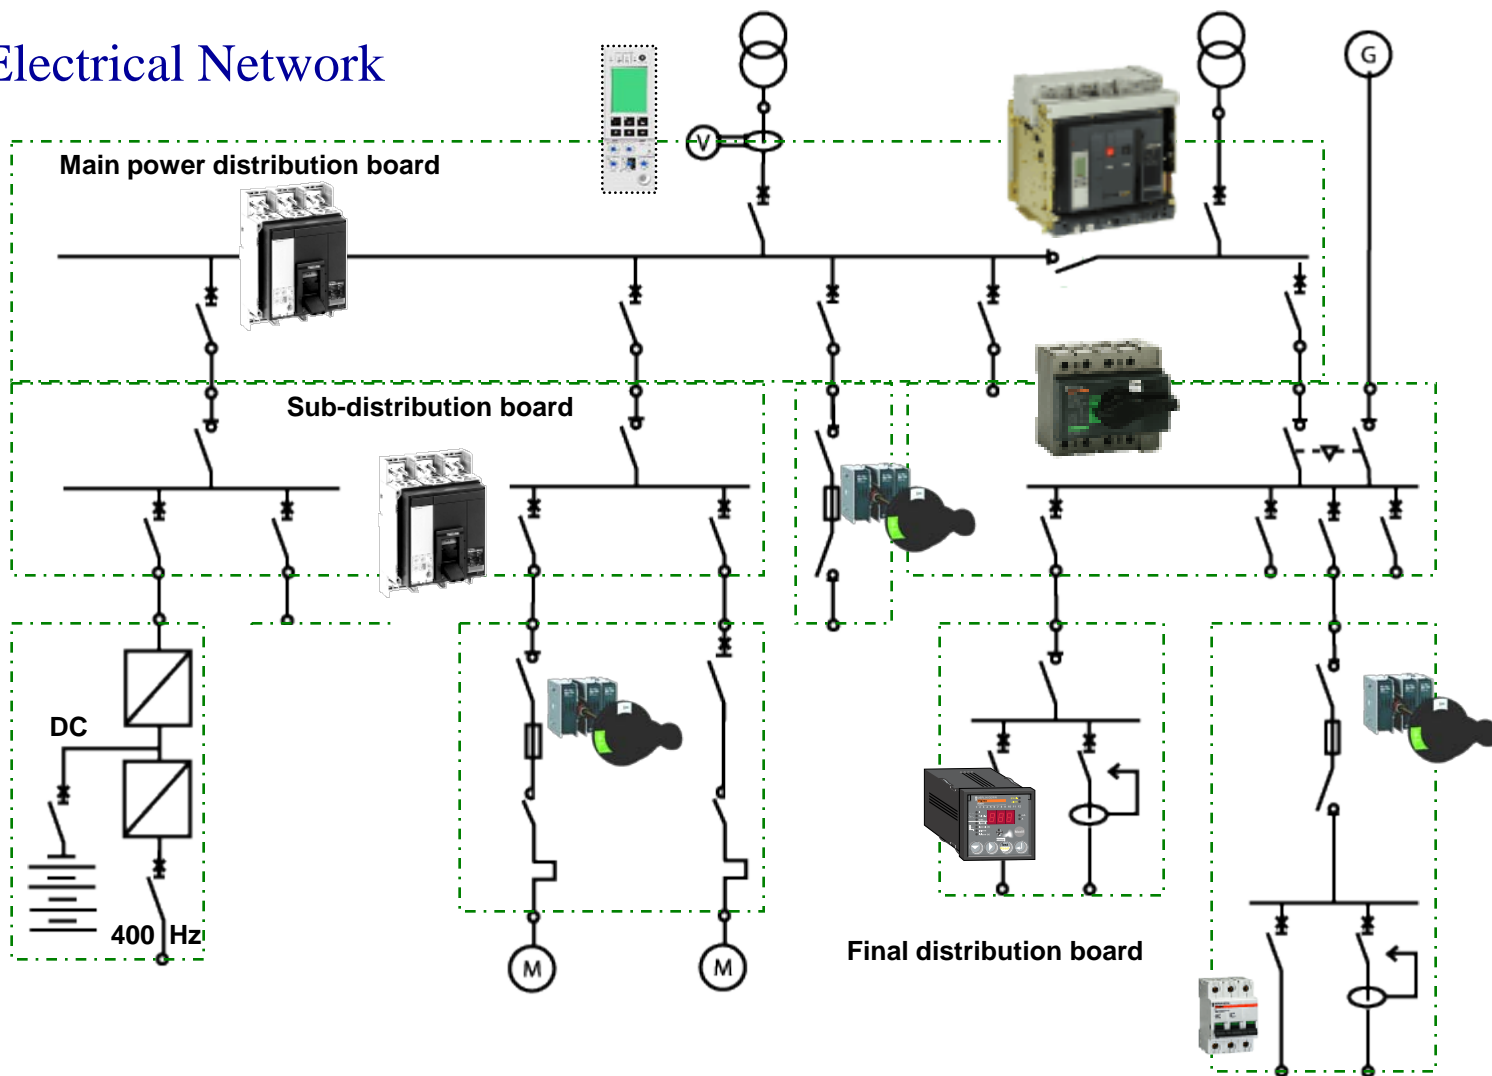 Electrical Network
G
V
Main power distribution board
Sub-distribution board
DC
400 Hz
M
M
Final distribution board